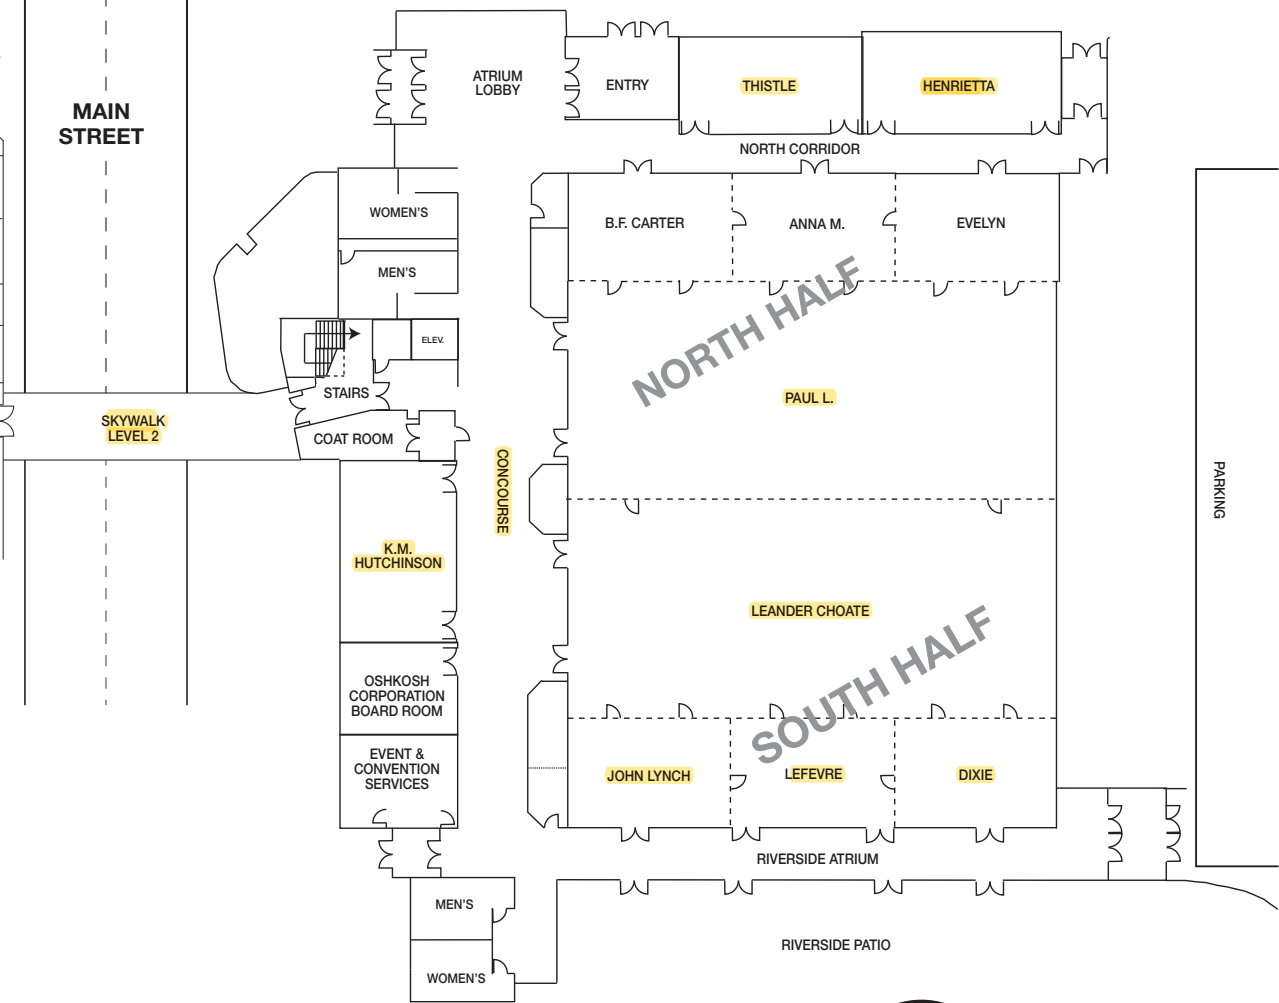 MAIN
STREET
ATRIUM
LOBBY
ENTRY
THISTLE
HENRIETTA
NORTH CORRIDOR
WOMEN'S
B.F. CARTER
ANNA M.
EVELYN
MEN'S
NORTH HALF
ELEV.
STAIRS
PAUL L.
SKYWALK
LEVEL 2
COAT ROOM
CONCOURSE
PARKING
K.M.
HUTCHINSON
LEANDER CHOATE
SOUTH HALF
OSHKOSH
CORPORATION
BOARD ROOM
EVENT &
CONVENTION
SERVICES
JOHN LYNCH
LEFEVRE
DIXIE
RIVERSIDE ATRIUM
MEN'S
RIVERSIDE PATIO
WOMEN'S